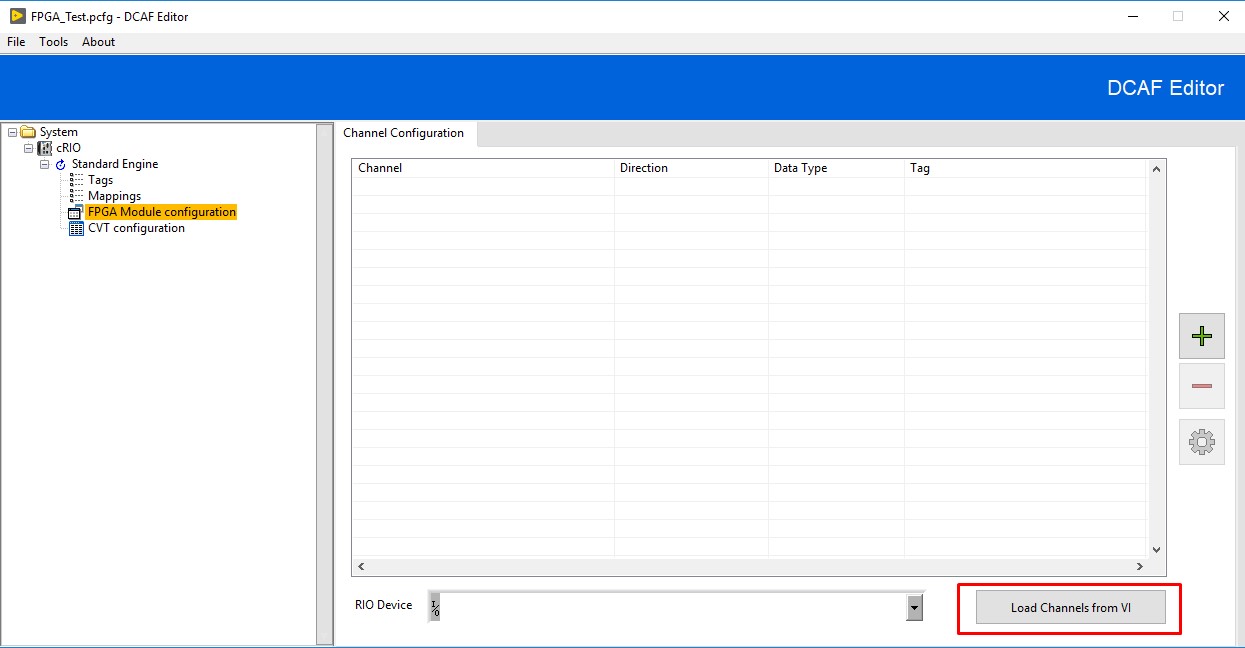 FPGA_Test.pcfg - DCAF Editor
File Tools About
DCAF Editor
System
cRIO
Standard Engine
Tags
Mappings
FPGA Module configuration
CVT configuration
Channel Configuration
Channel Direction Data Type Tag
RIO Device
I/O
Load Channels from VI